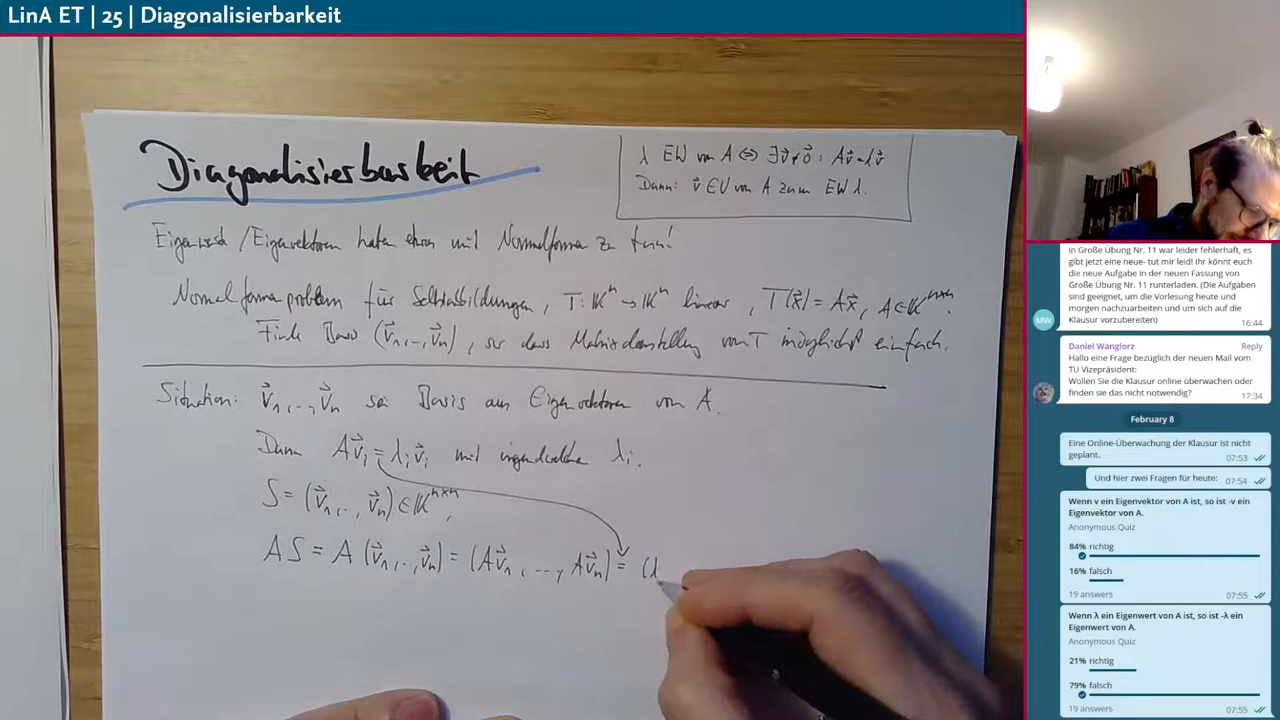 LinA ET | 25 | Diagonalisierbarkeit
Diagonalisierbarkeit
λ EW von A ⇔ ∃v⃗≠o⃗ : Av⃗=λv⃗
Dann: v⃗ EV von A zum EW λ.
Eigenwert/Eigenvektoren haben etwas mit Normalformen zu tun!
Normalformenproblem für Selbstabbildungen, T: 𝕂ⁿ → 𝕂ⁿ linear, T(x⃗) = Ax⃗, A∈𝕂ⁿˣⁿ.
Finde Basis (v⃗₁,..,v⃗ₙ), so dass Matrixdarstellung von T möglichst einfach.
Situation: v⃗₁,..,v⃗ₙ sei Basis aus Eigenvektoren von A.
Dann Av⃗ᵢ = λᵢv⃗ᵢ mit irgendwelchen λᵢ.
S = (v⃗₁,..,v⃗ₙ) ∈ 𝕂ⁿˣⁿ,
AS = A (v⃗₁,..,v⃗ₙ) = (Av⃗₁, ..., Av⃗ₙ) = (λ
in Große Übung Nr. 11 war leider fehlerhaft, es
gibt jetzt eine neue- tut mir leid! Ihr könnt euch
die neue Aufgabe in der neuen Fassung von
Große Übung Nr. 11 runterladen. (Die Aufgaben
sind geeignet, um die Vorlesung heute und
morgen nachzuarbeiten und um sich auf die
Klausur vorzubereiten)
16:44
MW
Daniel Wanglorz Reply
Hallo eine Frage bezüglich der neuen Mail vom
TU Vizepräsident:
Wollen Sie die Klausur online überwachen oder
finden sie das nicht notwendig?
17:34
February 8
Eine Online-Überwachung der Klausur ist nicht
geplant.
07:53
Und hier zwei Fragen für heute: 07:54
Wenn v ein Eigenvektor von A ist, so ist -v ein
Eigenvektor von A.
Anonymous Quiz
84% richtig
16% falsch
19 answers 07:55
Wenn λ ein Eigenwert von A ist, so ist -λ ein
Eigenwert von A.
Anonymous Quiz
21% richtig
79% falsch
19 answers 07:55